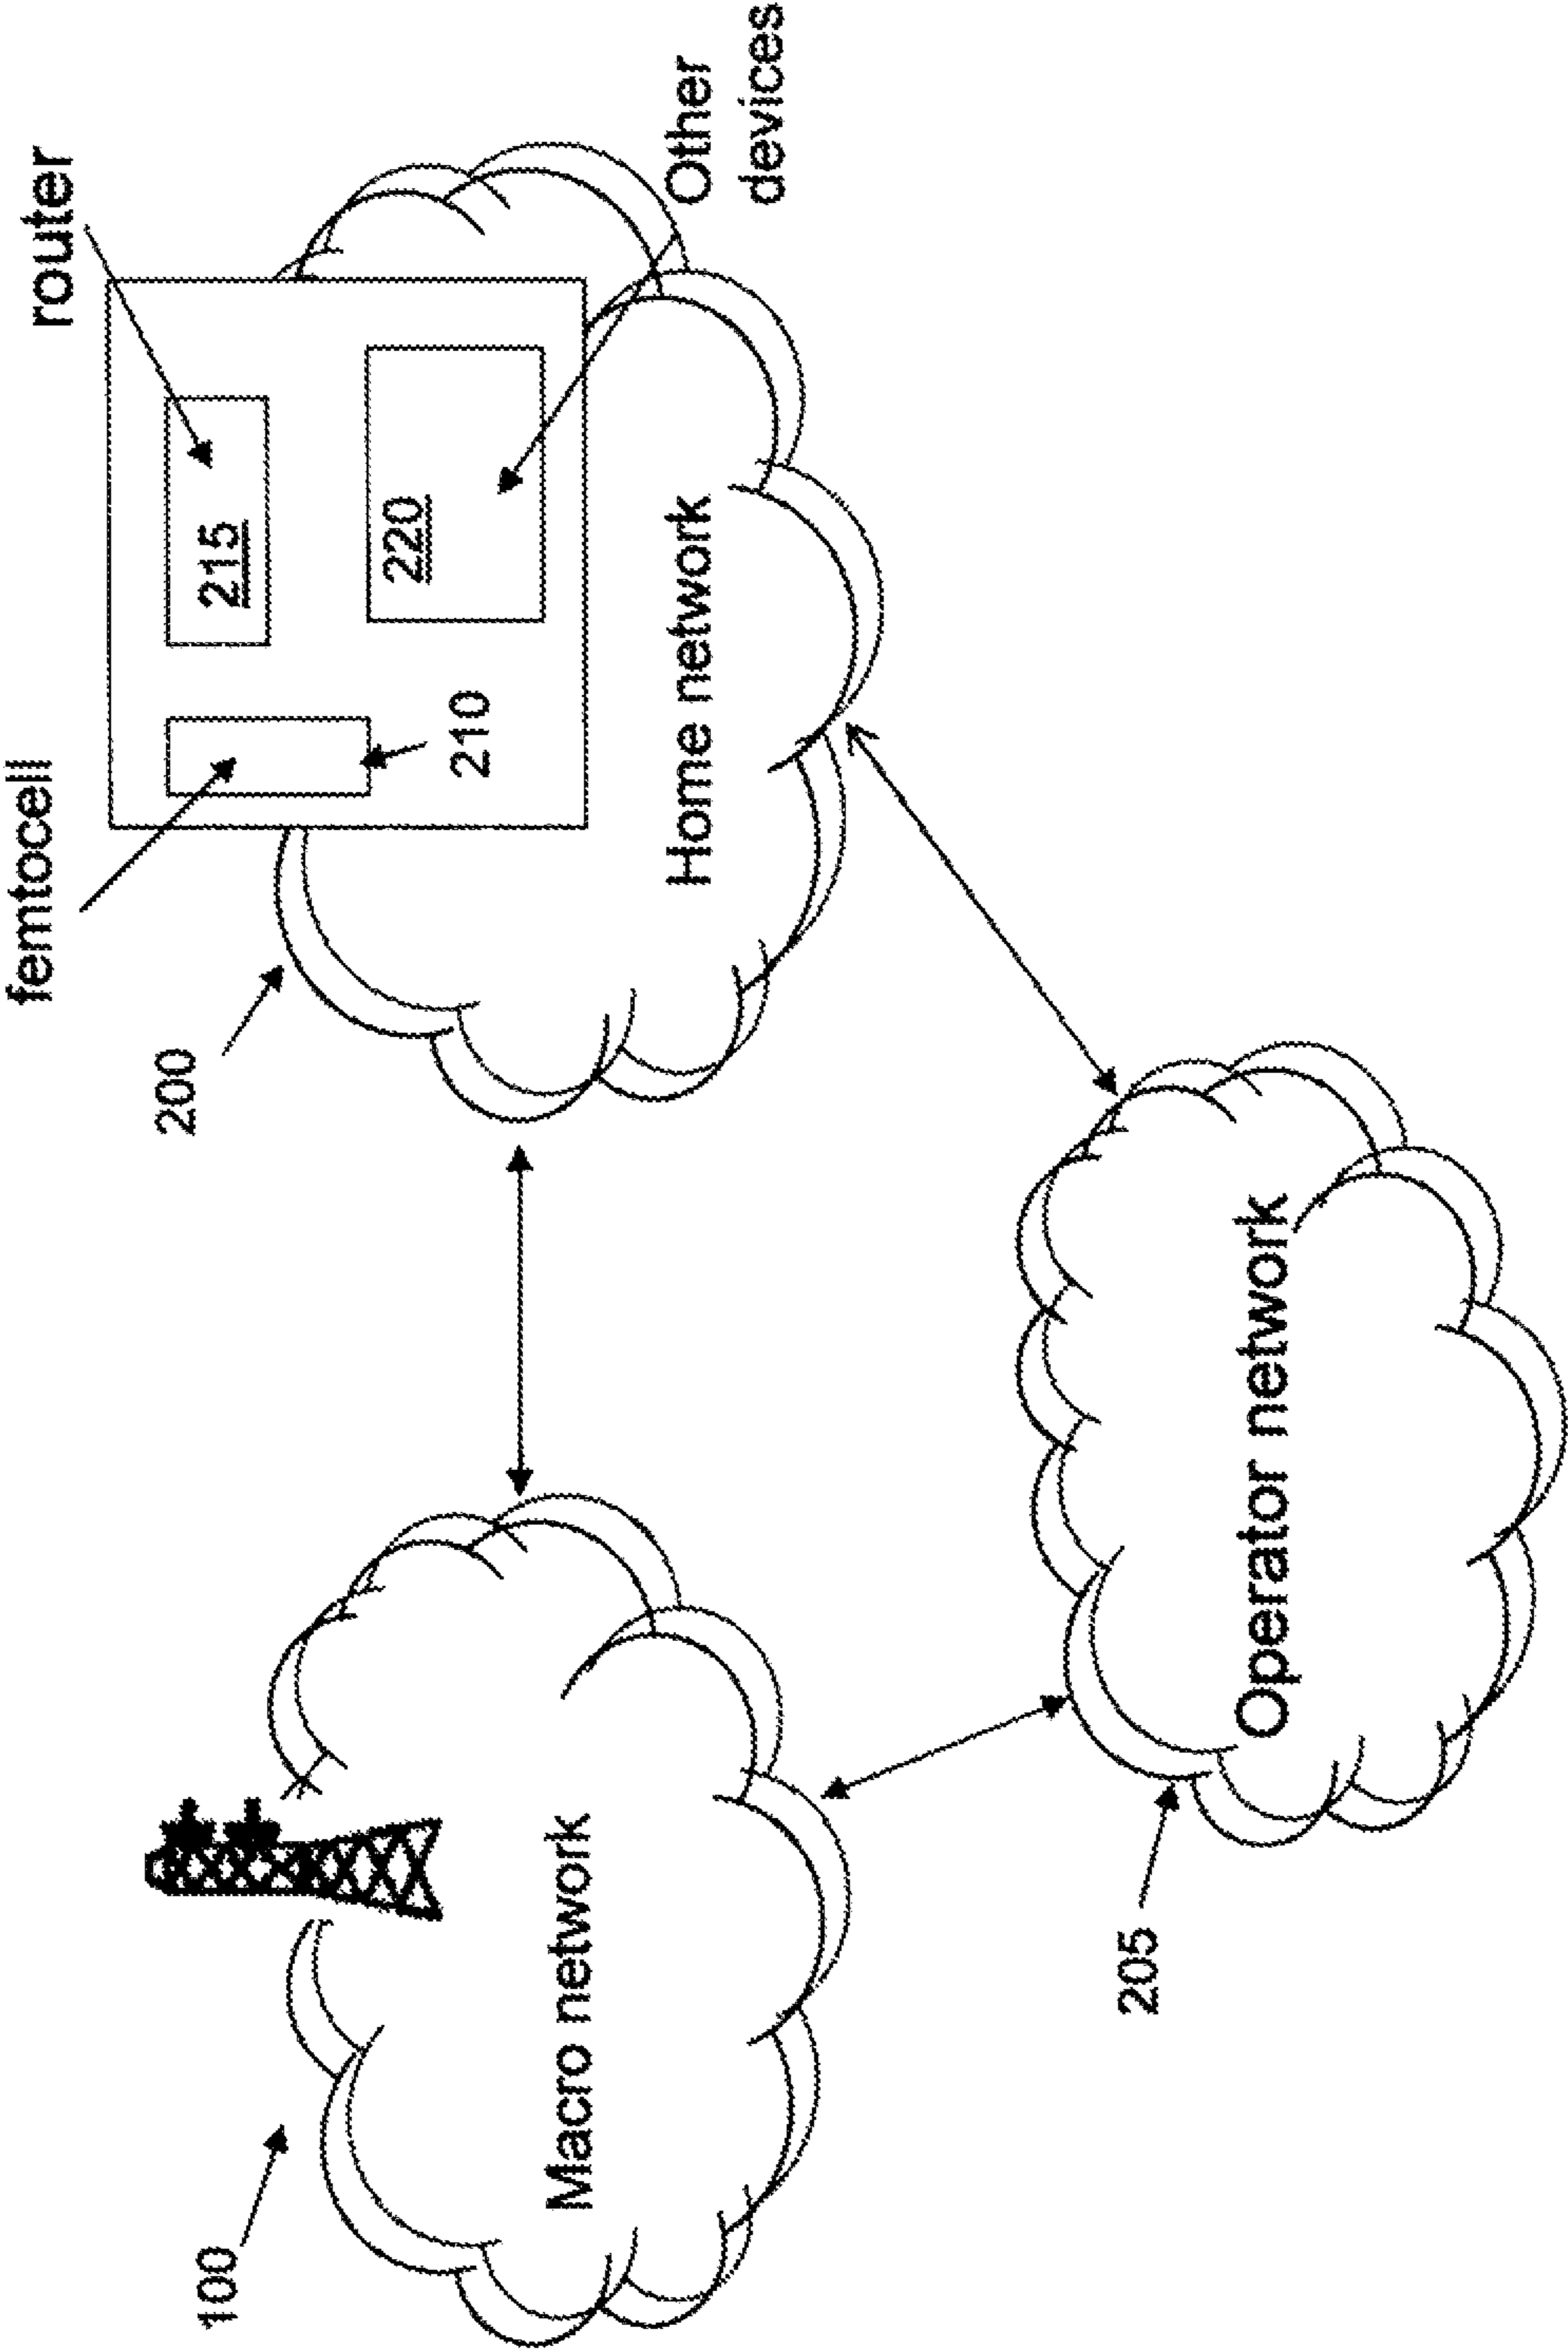 femtocell
router
200
215
210
220
Other
devices
Home network
100
Macro network
205
Operator network